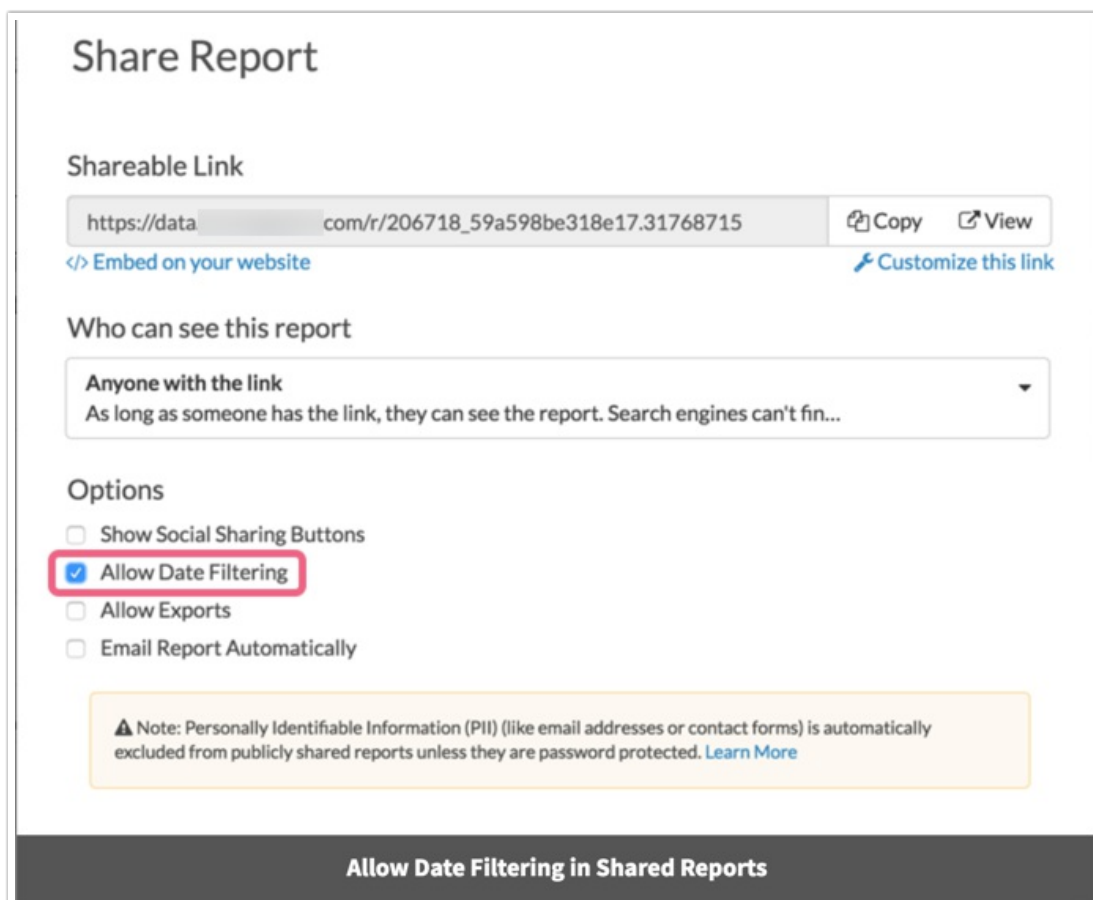 Share Report
Shareable Link
https://data. com/r/206718_59a598be318e17.31768715 Copy View
</> Embed on your website Customize this link
Who can see this report
Anyone with the link
As long as someone has the link, they can see the report. Search engines can't fin...
Options
Show Social Sharing Buttons
Allow Date Filtering
Allow Exports
Email Report Automatically
Note: Personally Identifiable Information (PII) (like email addresses or contact forms) is automatically
excluded from publicly shared reports unless they are password protected. Learn More
Allow Date Filtering in Shared Reports